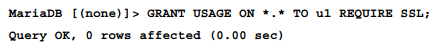 MariaDB [(none)]> GRANT USAGE ON *.* TO u1 REQUIRE SSL;
Query OK, 0 rows affected (0.00 sec)